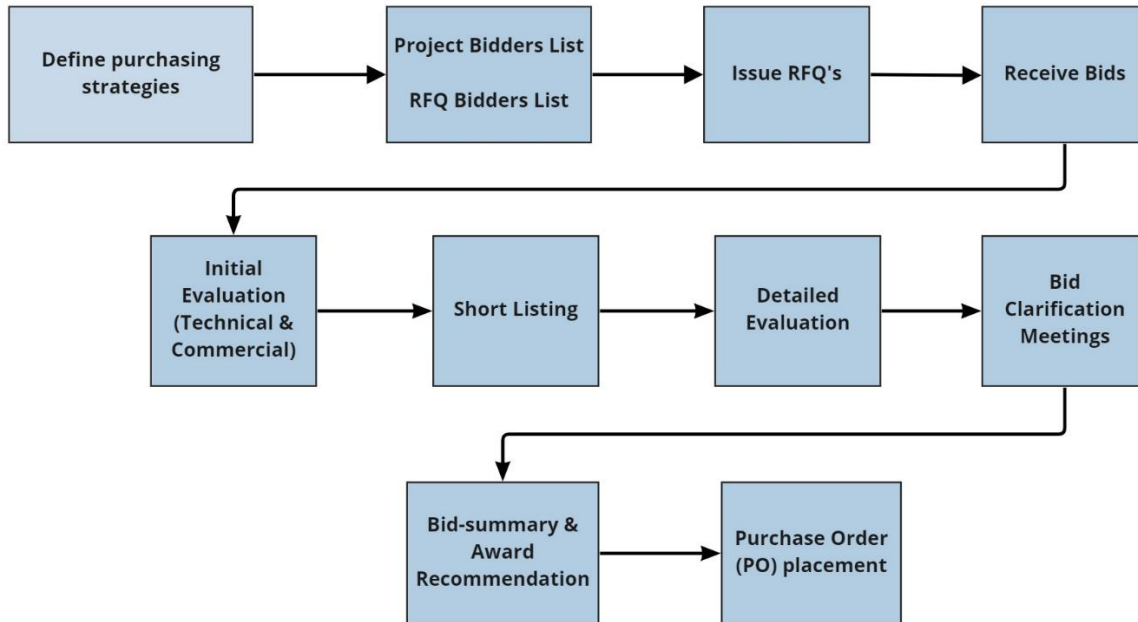 Define purchasing
strategies
Project Bidders List
RFQ Bidders List
Issue RFQ's
Receive Bids
Initial
Evaluation
(Technical &
Commercial)
Short Listing
Detailed
Evaluation
Bid
Clarification
Meetings
Bid-summary &
Award
Recommendation
Purchase Order
(PO) placement